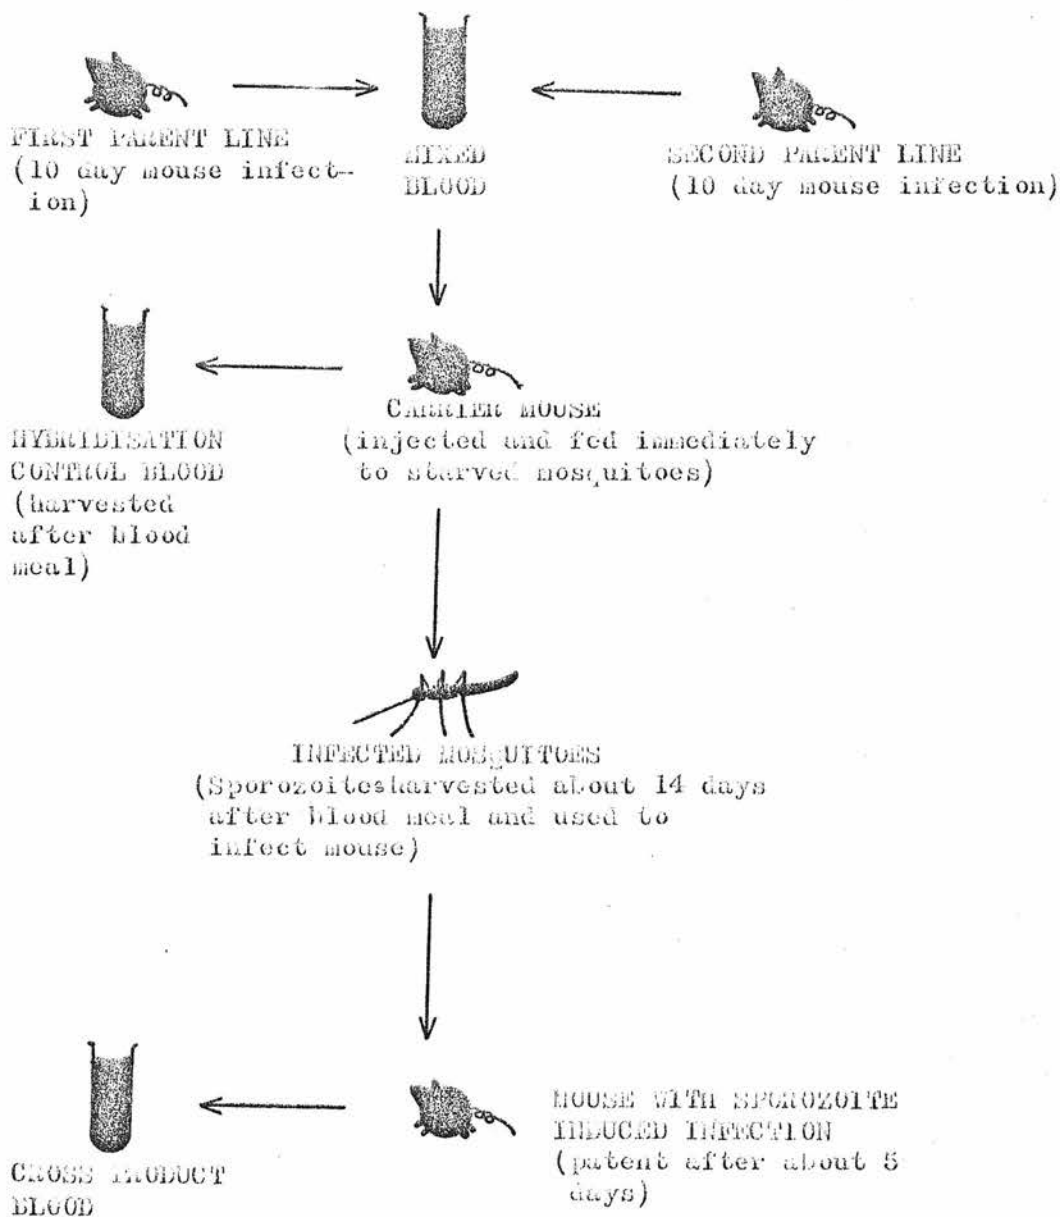 FIRST PARENT LINE
(10 day mouse infect-
ion)
MIXED
BLOOD
SECOND PARENT LINE
(10 day mouse infection)
HYBRIDISATION
CONTROL BLOOD
(harvested
after blood
meal)
CARRIER MOUSE
(injected and fed immediately
to starved mosquitoes)
INFECTED MOSQUITOES
(Sporozoites harvested about 14 days
after blood meal and used to
infect mouse)
CROSS PRODUCT
BLOOD
MOUSE WITH SPOROZOITE
INDUCED INFECTION
(patent after about 5
days)